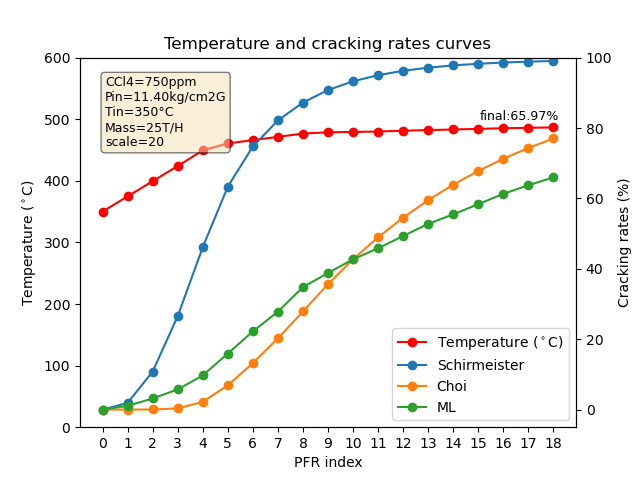 Temperature and cracking rates curves
CCl4=750ppm
Pin=11.40kg/cm2G
Tin=350°C
Mass=25T/H
scale=20
final:65.97%
Temperature (°C)
600
500
400
300
200
100
0
Cracking rates (%)
100
80
60
40
20
0
Temperature (°C)
Schirmeister
Choi
ML
0 1 2 3 4 5 6 7 8 9 10 11 12 13 14 15 16 17 18
PFR index